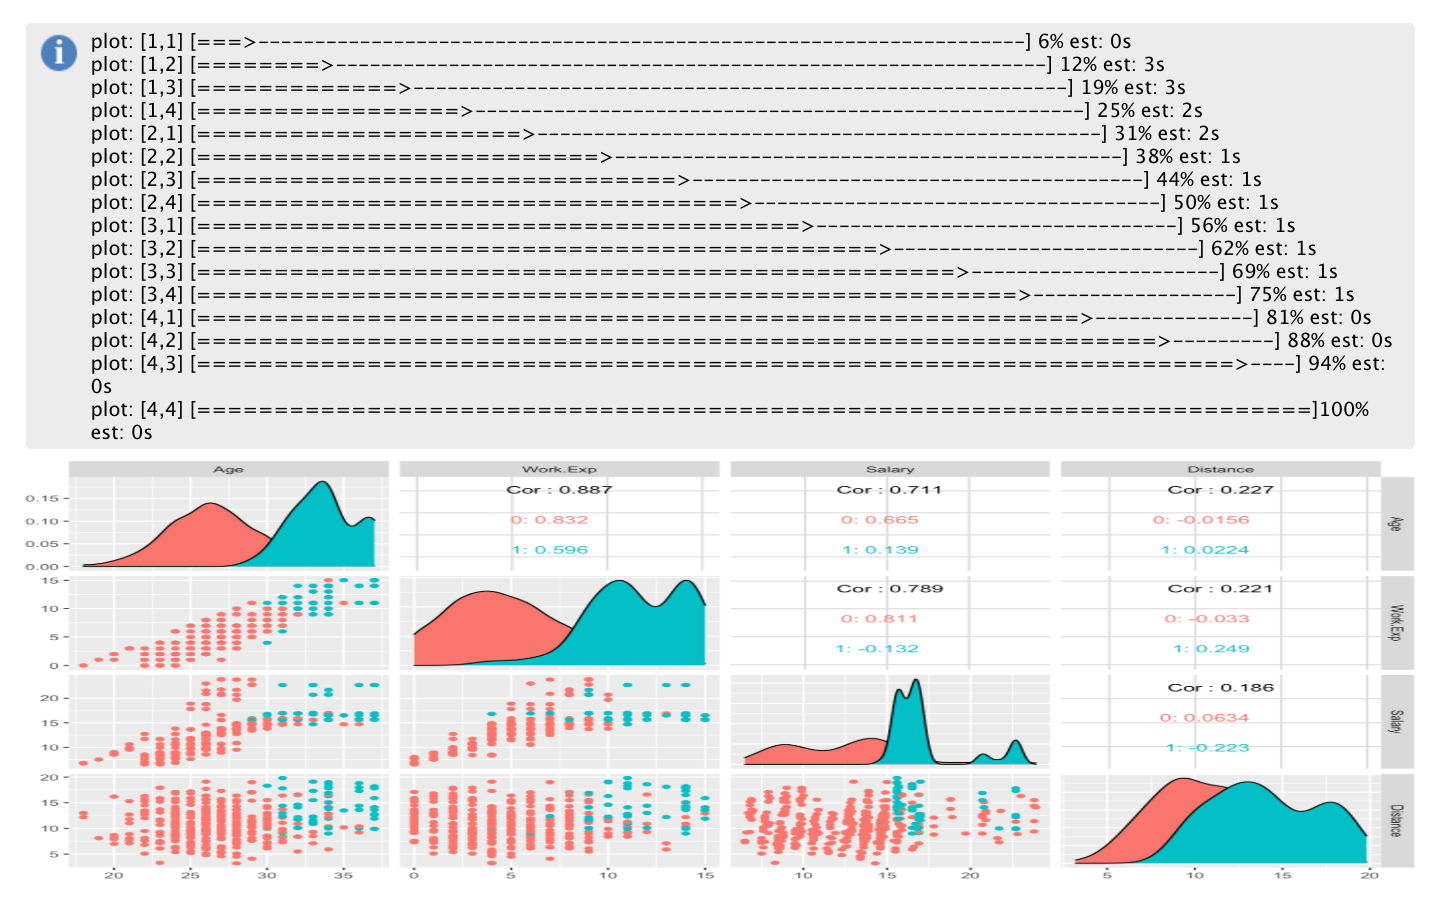 plot: [1,1] [===>--------------------------------------------------------------] 6% est: 0s
plot: [1,2] [========>----------------------------------------------------------] 12% est: 3s
plot: [1,3] [=============>------------------------------------------------------] 19% est: 3s
plot: [1,4] [=================>---------------------------------------------------] 25% est: 2s
plot: [2,1] [=====================>-----------------------------------------------] 31% est: 2s
plot: [2,2] [==========================>------------------------------------------] 38% est: 1s
plot: [2,3] [===============================>--------------------------------------] 44% est: 1s
plot: [2,4] [===================================>----------------------------------] 50% est: 1s
plot: [3,1] [=======================================>------------------------------] 56% est: 1s
plot: [3,2] [============================================>-------------------------] 62% est: 1s
plot: [3,3] [=================================================>---------------------] 69% est: 1s
plot: [3,4] [=====================================================>-----------------] 75% est: 1s
plot: [4,1] [=========================================================>-------------] 81% est: 0s
plot: [4,2] [==============================================================>---------] 88% est: 0s
plot: [4,3] [===================================================================>----] 94% est:
0s
plot: [4,4] [========================================================================]100%
est: 0s
Age Work.Exp Salary Distance
0.15
0.10
0.05
0.00
Cor : 0.887
0: 0.832
1: 0.596
Cor : 0.711
0: 0.665
1: 0.139
Cor : 0.227
0: -0.0156
1: 0.0224
Age
15
10
5
0
Cor : 0.789
0: 0.811
1: -0.132
Cor : 0.221
0: -0.033
1: 0.249
Work.Exp
20
15
10
Cor : 0.186
0: 0.0634
1: -0.223
Salary
20
15
10
5
Distance
20 25 30 35 0 5 10 15 10 15 20 5 10 15 20